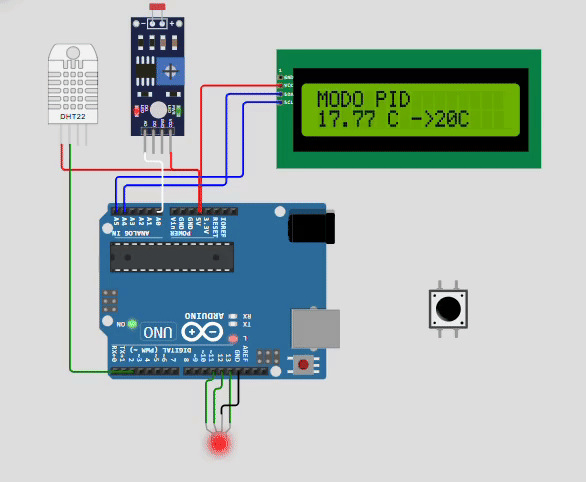 DHT22
1
GND
VCC
SDA
SCL
MODO PID
17.77 C ->20C
A5
A4
A3
A2
A1
A0
Vin
GND
GND
5V
3.3V
RESET
IOREF
ANALOG IN
POWER
ON
UNO
ARDUINO
TX
RX
L
DIGITAL (PWM ~)
RX←0
TX→1
2
~3
4
~5
~6
7
8
~9
~10
~11
12
13
GND
AREF